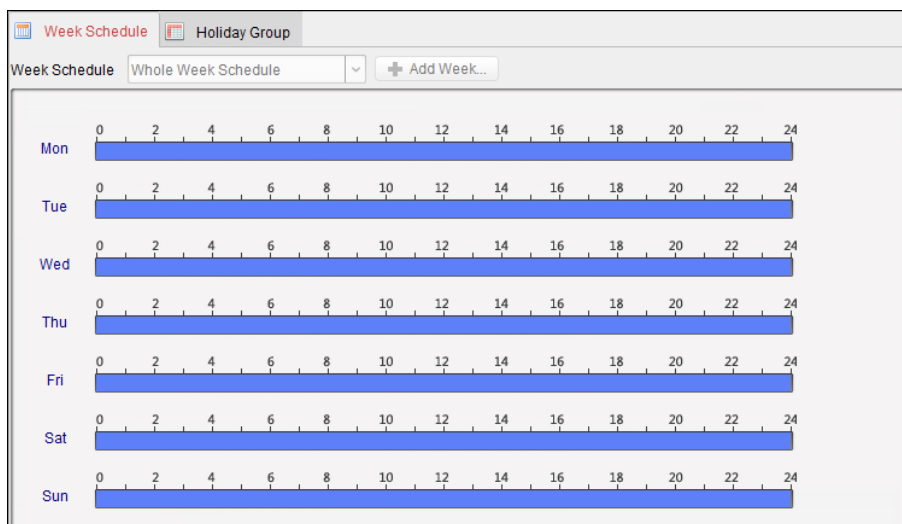 Week Schedule Holiday Group
Week Schedule Whole Week Schedule Add Week...
0 2 4 6 8 10 12 14 16 18 20 22 24
Mon
0 2 4 6 8 10 12 14 16 18 20 22 24
Tue
0 2 4 6 8 10 12 14 16 18 20 22 24
Wed
0 2 4 6 8 10 12 14 16 18 20 22 24
Thu
0 2 4 6 8 10 12 14 16 18 20 22 24
Fri
0 2 4 6 8 10 12 14 16 18 20 22 24
Sat
0 2 4 6 8 10 12 14 16 18 20 22 24
Sun